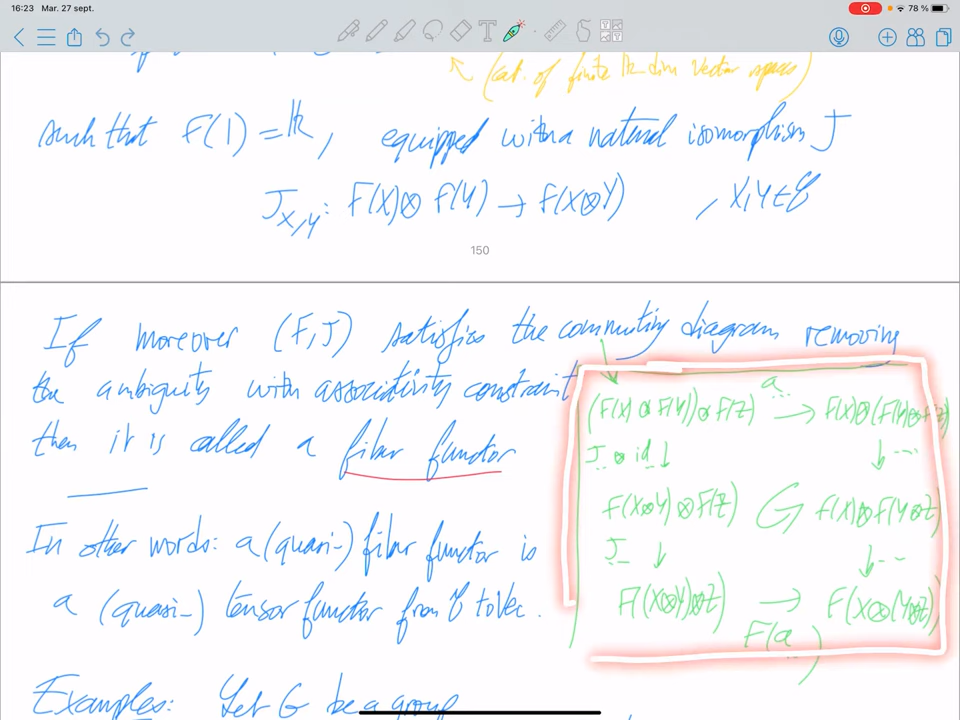 16:23 Mar. 27 sept.
78 %
(cat. of finite 𝕜-dim vector spaces)
such that F(1) = 𝕜, equipped with a natural isomorphism J
J_{X,Y}: F(X)⊗F(Y) → F(X⊗Y), X,Y∈𝒞
150
If moreover (F,J) satisfies the commuting diagram removing
the ambiguity with associativity constraint
then it is called a fiber functor
a
(F(X)⊗F(Y))⊗F(Z) → F(X)⊗(F(Y)⊗F(Z))
J⊗id ↓ ↓ ...
F(X⊗Y)⊗F(Z) F(X)⊗F(Y⊗Z)
J ↓ ↓ ...
F((X⊗Y)⊗Z) → F(X⊗(Y⊗Z))
F(a...)
In other words: a (quasi-) fiber functor is
a (quasi-) tensor functor from 𝒞 to Vec.
Examples: Let G be a group